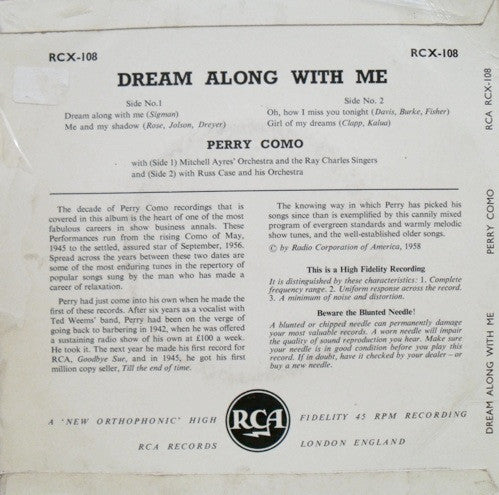 RCX-108
RCX-108
DREAM ALONG WITH ME
Side No.1
Dream along with me (Sigman)
Me and my shadow (Rose, Jolson, Dreyer)
Side No. 2
Oh, how I miss you tonight (Davis, Burke, Fisher)
Girl of my dreams (Clapp, Kalua)
PERRY COMO
with (Side 1) Mitchell Ayres' Orchestra and the Ray Charles Singers
and (Side 2) with Russ Case and his Orchestra
The decade of Perry Como recordings that is
covered in this album is the heart of one of the most
fabulous careers in show business annals. These
Performances run from the rising Como of May,
1945 to the settled, assured star of September, 1956.
Spread across the years between these two dates are
some of the most enduring tunes in the repertory of
popular songs sung by the man who has made a
career of relaxation.
Perry had just come into his own when he made the
first of these records. After six years as a vocalist with
Ted Weems' band, Perry had been on the verge of
going back to barbering in 1942, when he was offered
a sustaining radio show of his own at £100 a week.
He took it. The next year he made his first record for
RCA, Goodbye Sue, and in 1945, he got his first
million copy seller, Till the end of time.
The knowing way in which Perry has picked his
songs since than is exemplified by this cannily mixed
program of evergreen standards and warmly melodic
show tunes, and the well-established older songs.
© by Radio Corporation of America, 1958
This is a High Fidelity Recording
It is distinguished by these characteristics: 1. Complete
frequency range. 2. Uniform response across the record.
3. A minimum of noise and distortion.
Beware the Blunted Needle!
A blunted or chipped needle can permanently damage
your most valuable records. A worn needle will impair
the quality of sound reproduction you hear. Make sure
your needle is in good condition before you play this
record. If in doubt, have it checked by your dealer—or
buy a new needle.
A 'NEW ORTHOPHONIC' HIGH
RCA
FIDELITY 45 RPM RECORDING
RCA RECORDS
LONDON ENGLAND
RCA RCX-108
PERRY COMO
DREAM ALONG WITH ME